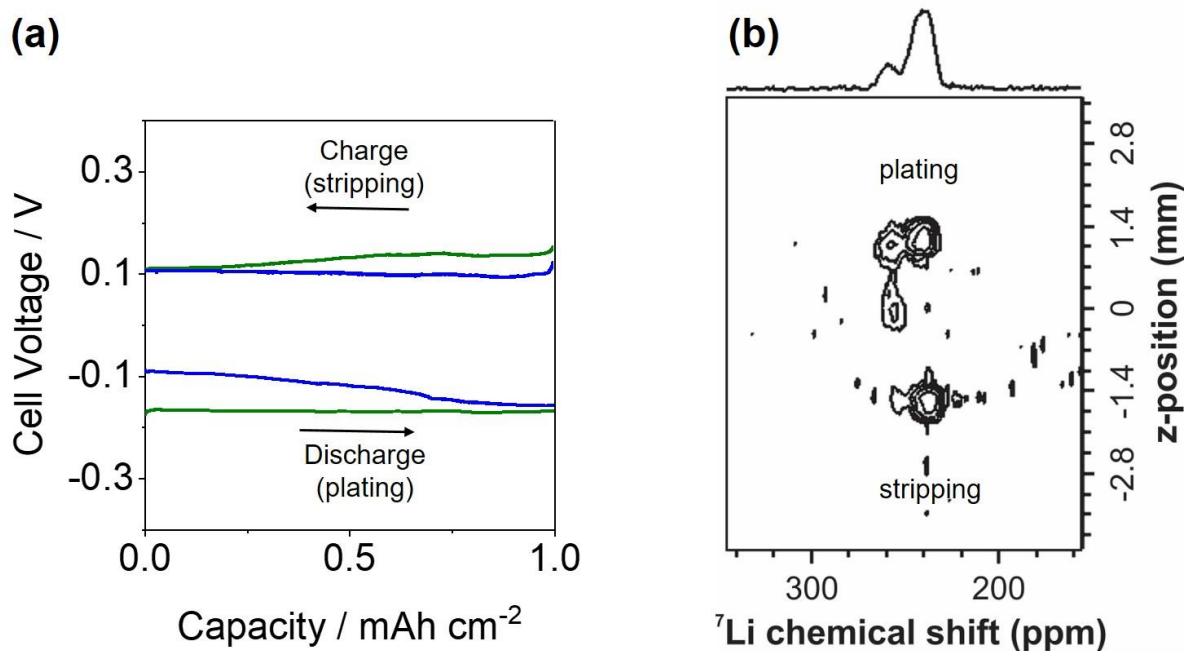 (a)
Cell Voltage / V
0.3
0.1
-0.1
-0.3
Charge
(stripping)
Discharge
(plating)
0.0
0.5
1.0
Capacity / mAh cm⁻²
(b)
plating
stripping
2.8
1.4
0
-1.4
-2.8
z-position (mm)
300
200
⁷Li chemical shift (ppm)